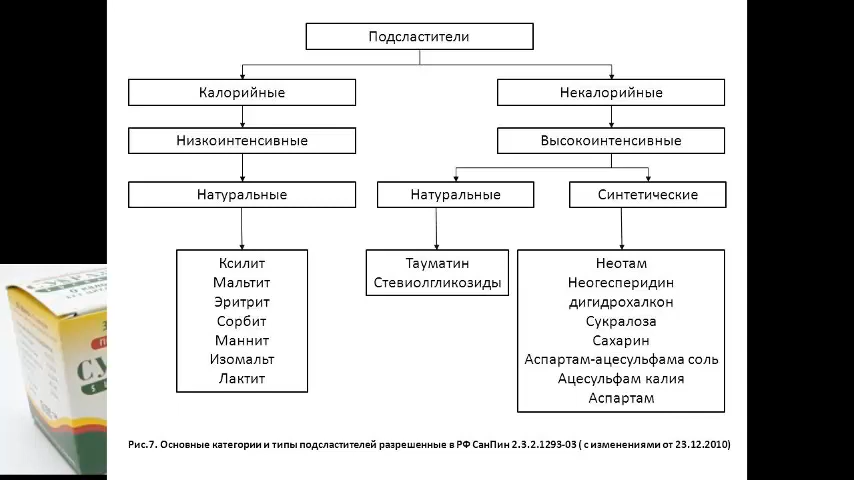 Подсластители
Калорийные
Некалорийные
Низкоинтенсивные
Высокоинтенсивные
Натуральные
Натуральные
Синтетические
Ксилит
Мальтит
Эритрит
Сорбит
Маннит
Изомальт
Лактит
Тауматин
Стевиолгликозиды
Неотам
Неогесперидин
дигидрохалкон
Сукралоза
Сахарин
Аспартам-ацесульфама соль
Ацесульфам калия
Аспартам
Рис.7. Основные категории и типы подсластителей разрешенные в РФ СанПин 2.3.2.1293-03 ( с изменениями от 23.12.2010)